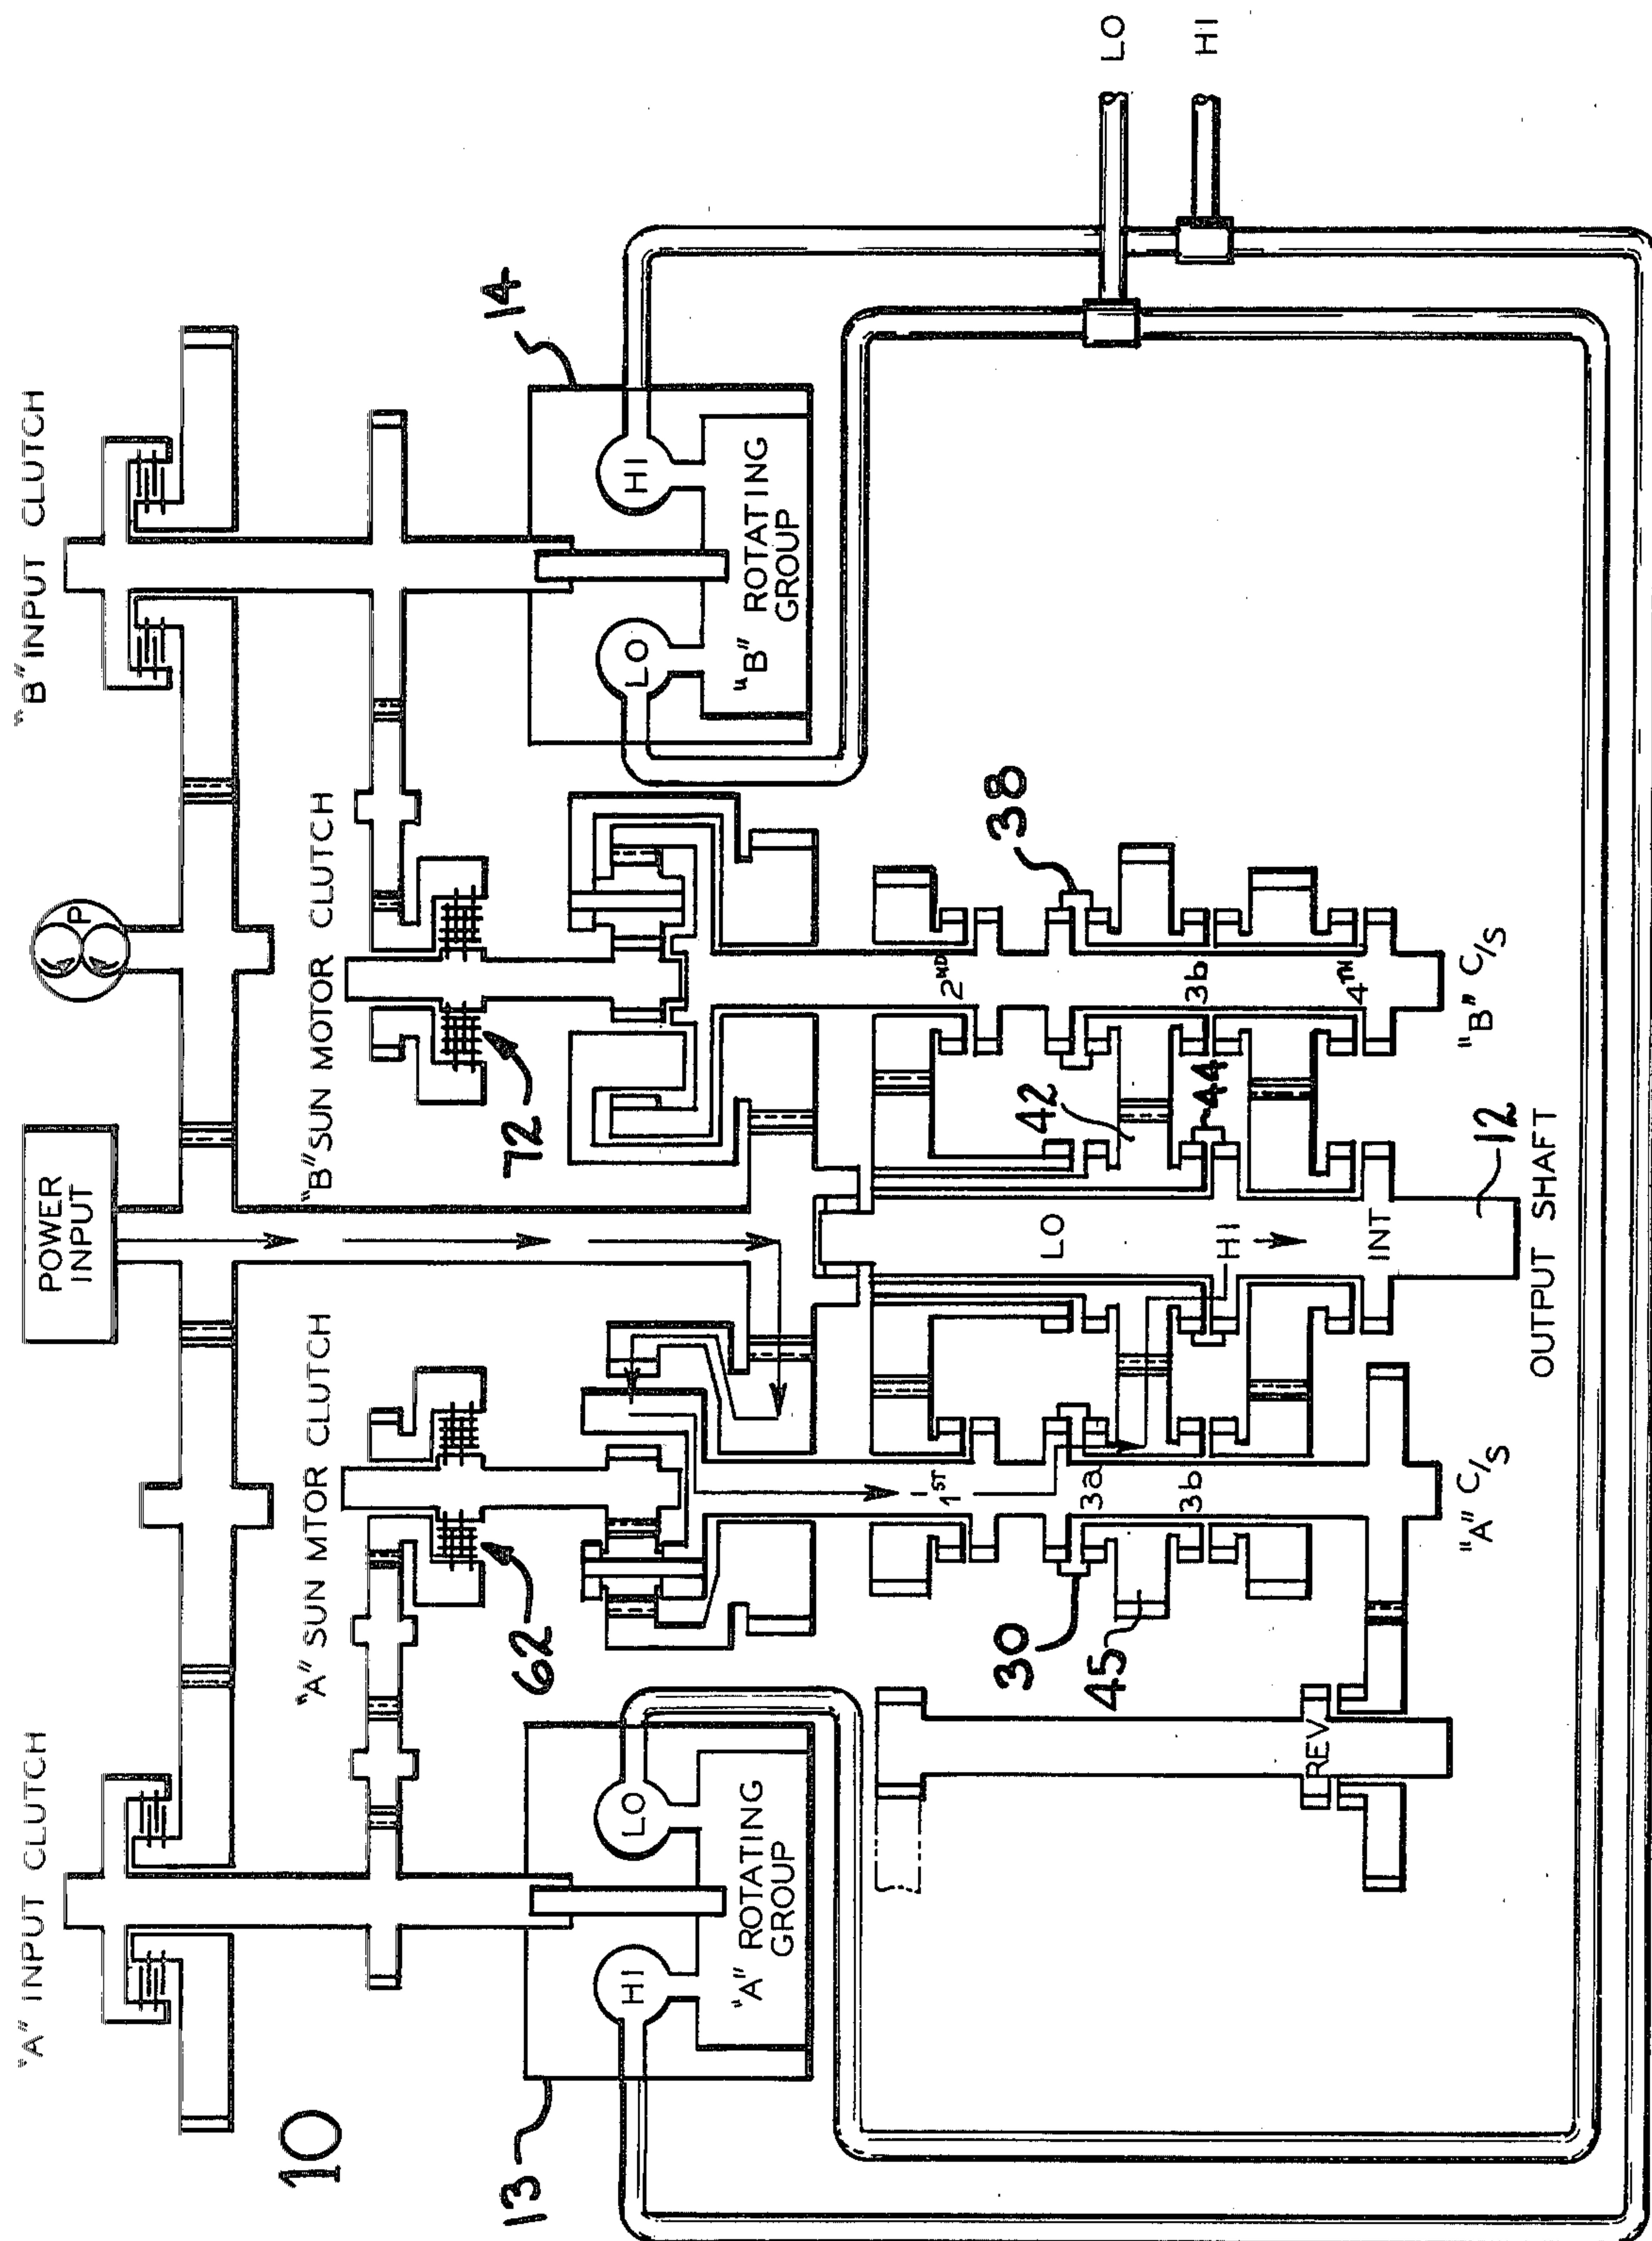 "A" INPUT CLUTCH
POWER
INPUT
P
"B" INPUT CLUTCH
10
"A" SUN MTOR CLUTCH
"B" SUN MOTOR CLUTCH
13
62
72
14
HI
LO
"A" ROTATING
GROUP
LO
HI
"B" ROTATING
GROUP
1ST
2ND
30
38
3a
LO
45
42
3b
HI
44
3b
REV
INT
4TH
"A" C/S
"B" C/S
12
OUTPUT SHAFT
LO
HI